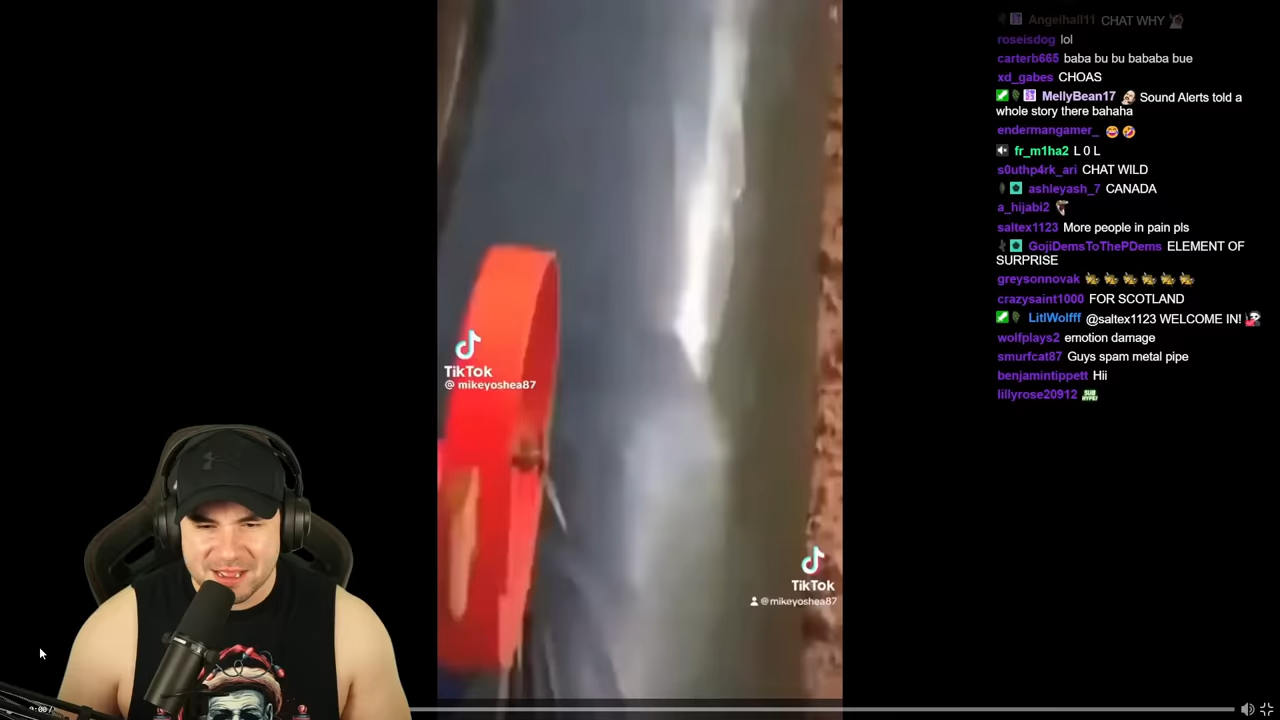 Angelhall11 CHAT WHY
roseisdog lol
carterb665 baba bu bu bababa bue
xd_gabes CHOAS
MellyBean17 Sound Alerts told a
whole story there bahaha
endermangamer_
fr_m1ha2 L 0 L
s0uthp4rk_ari CHAT WILD
ashleyash_7 CANADA
a_hijabi2
saltex1123 More people in pain pls
GojiDemsToThePDems ELEMENT OF
SURPRISE
greysonnovak
crazysaint1000 FOR SCOTLAND
LitlWolfff @saltex1123 WELCOME IN!
wolfplays2 emotion damage
smurfcat87 Guys spam metal pipe
benjamintippett Hii
lillyrose20912 SUB HYPE
TikTok
@ mikeyoshea87
TikTok
@mikeyoshea87